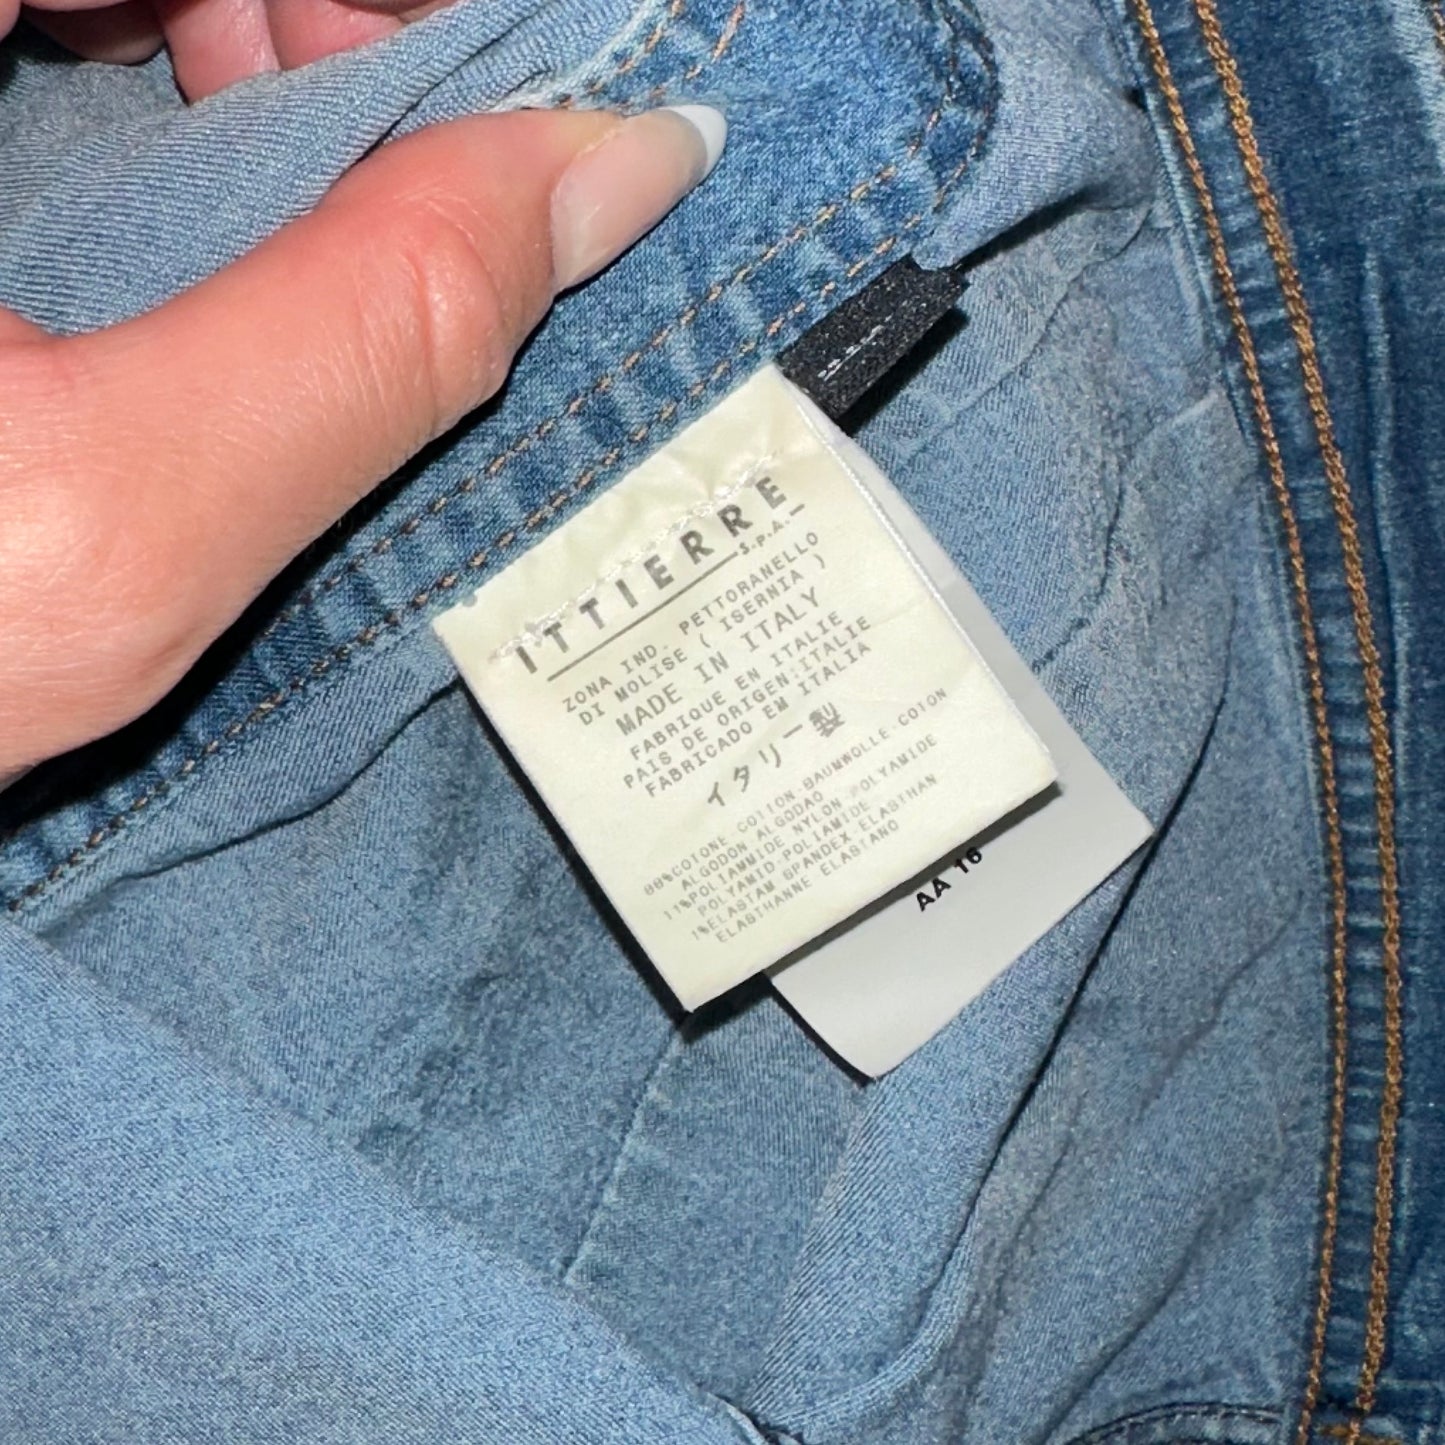 ITTIERRE
S.P.A.
ZONA IND. PETTORANELLO
DI MOLISE ( ISERNIA )
MADE IN ITALY
FABRIQUE EN ITALIE
PAIS DE ORIGEN:ITALIE
FABRICADO EM ITALIA
イタリー製
88%COTONE.COTTON.BAUMWOLLE.COTON
ALGODON ALGODAO
11%POLIAMMIDE NYLON POLYAMIDE
POLYAMID-POLIAMIDE
1%ELASTAM SPANDEX-ELASTHAN
ELASTHANNE ELASTANO
AA 16